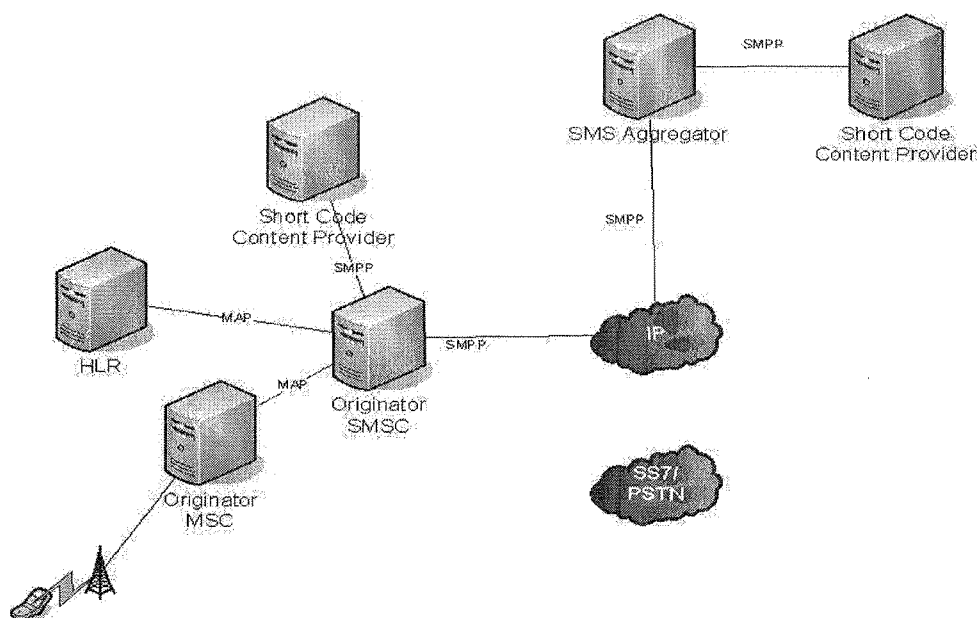 SMPP
SMS Aggregator
Short Code
Content Provider
SMPP
Short Code
Content Provider
SMPP
MAP
HLR
SMPP
IP
MAP
Originator
SMSC
Originator
MSC
SS7/
PSTN